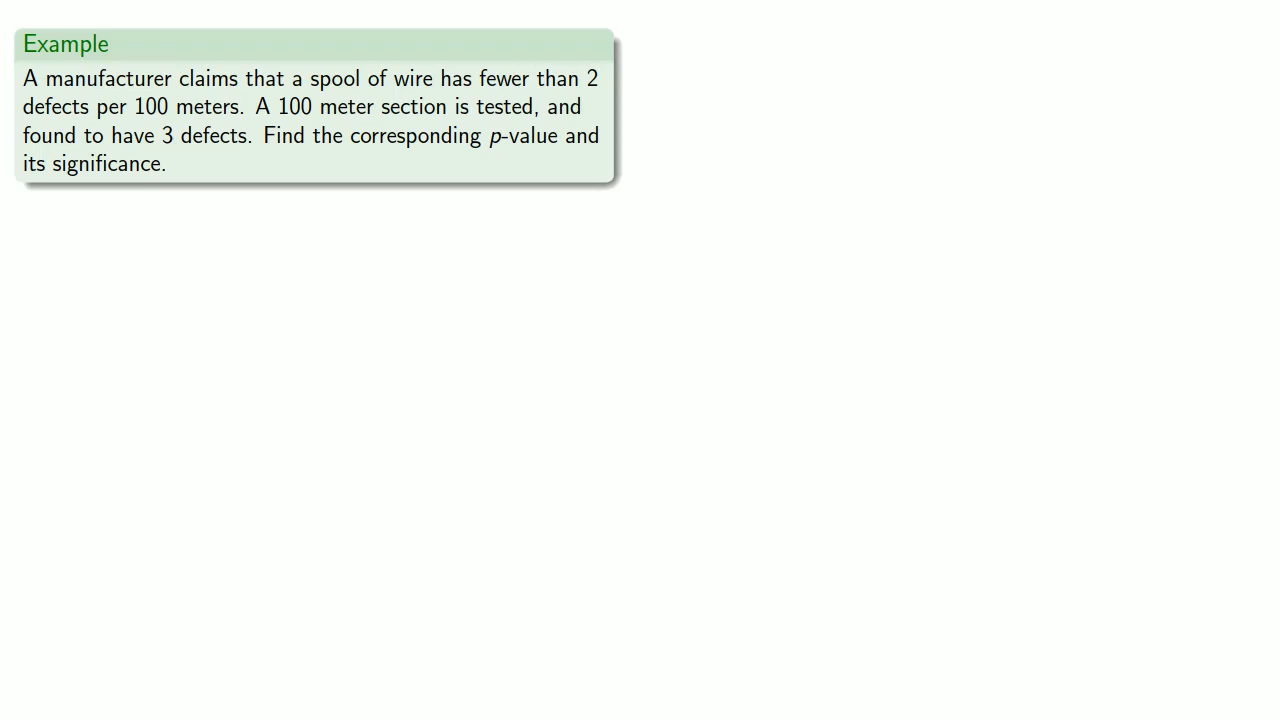 Example
A manufacturer claims that a spool of wire has fewer than 2
defects per 100 meters. A 100 meter section is tested, and
found to have 3 defects. Find the corresponding p-value and
its significance.